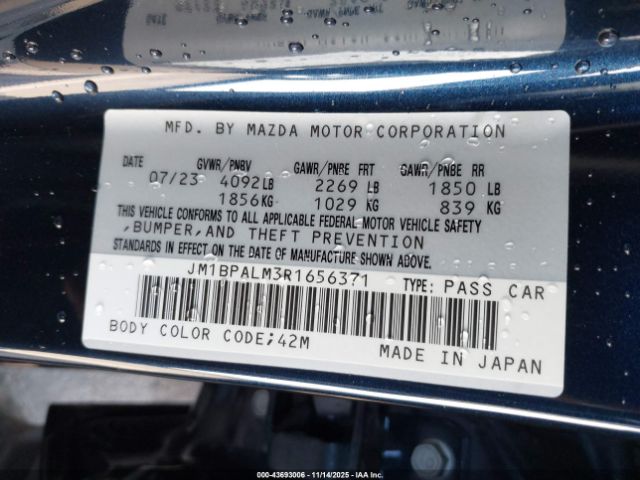 MFD. BY MAZDA MOTOR CORPORATION
DATE GVWR/PNBV GAWR/PNBE FRT GAWR/PNBE RR
07/23 4092LB 2269 LB 1850 LB
1856KG 1029 KG 839 KG
THIS VEHICLE CONFORMS TO ALL APPLICABLE FEDERAL MOTOR VEHICLE SAFETY
,BUMPER,AND THEFT PREVENTION
STANDARDS IN EFFECT ON THE DATE OF MANUFACTURE SHOWN ABOVE.
JM1BPALM3R1656371 TYPE: PASS CAR
BODY COLOR CODE;42M
MADE IN JAPAN
000-43693006 - 11/14/2025 - IAA Inc.